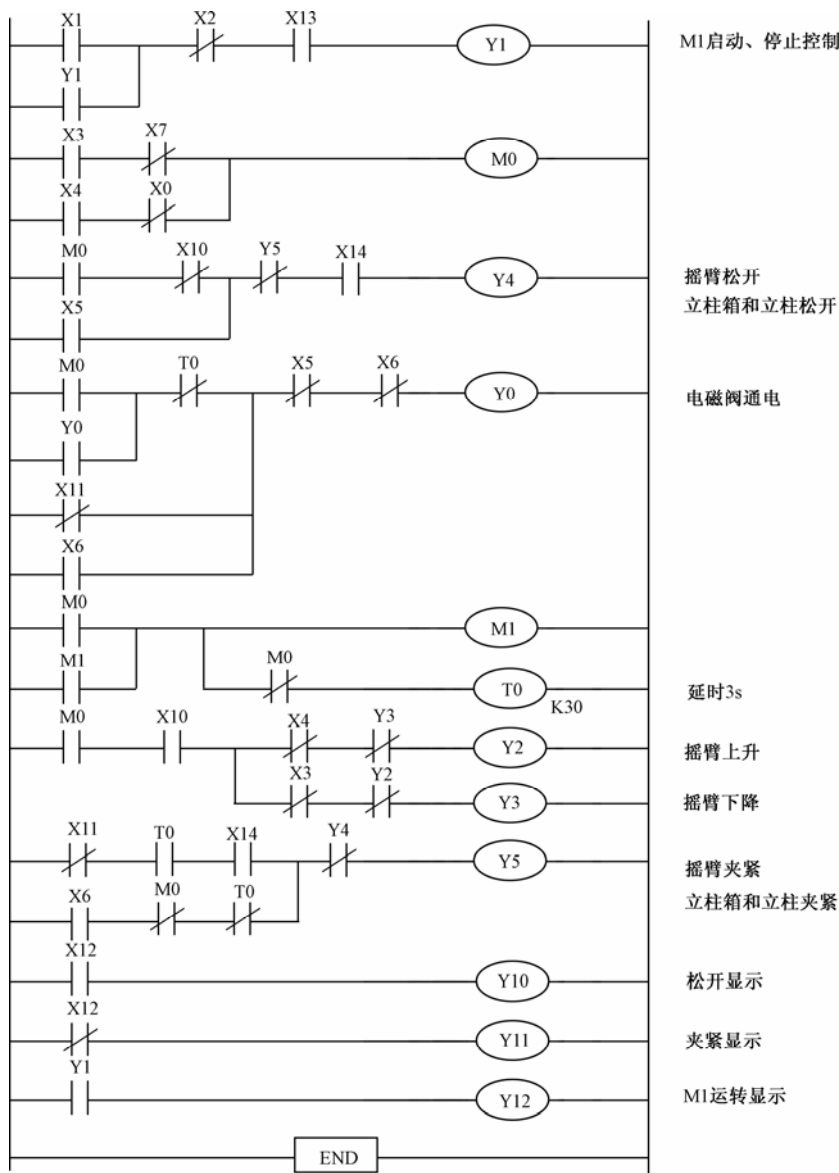 X1 X2 X13
Y1 M1启动、停止控制
Y1
X3 X7
M0
X4 X0
M0 X10 Y5 X14
Y4 摇臂松开
X5 立柱箱和立柱松开
M0 T0 X5 X6
Y0 电磁阀通电
Y0
X11
X6
M0
M1
M1 M0
T0 K30 延时3s
M0 X10 X4 Y3
Y2 摇臂上升
X3 Y2
Y3 摇臂下降
X11 T0 X14 Y4
Y5 摇臂夹紧
X6 M0 T0 立柱箱和立柱夹紧
X12
Y10 松开显示
X12
Y11 夹紧显示
Y1
Y12 M1运转显示
END